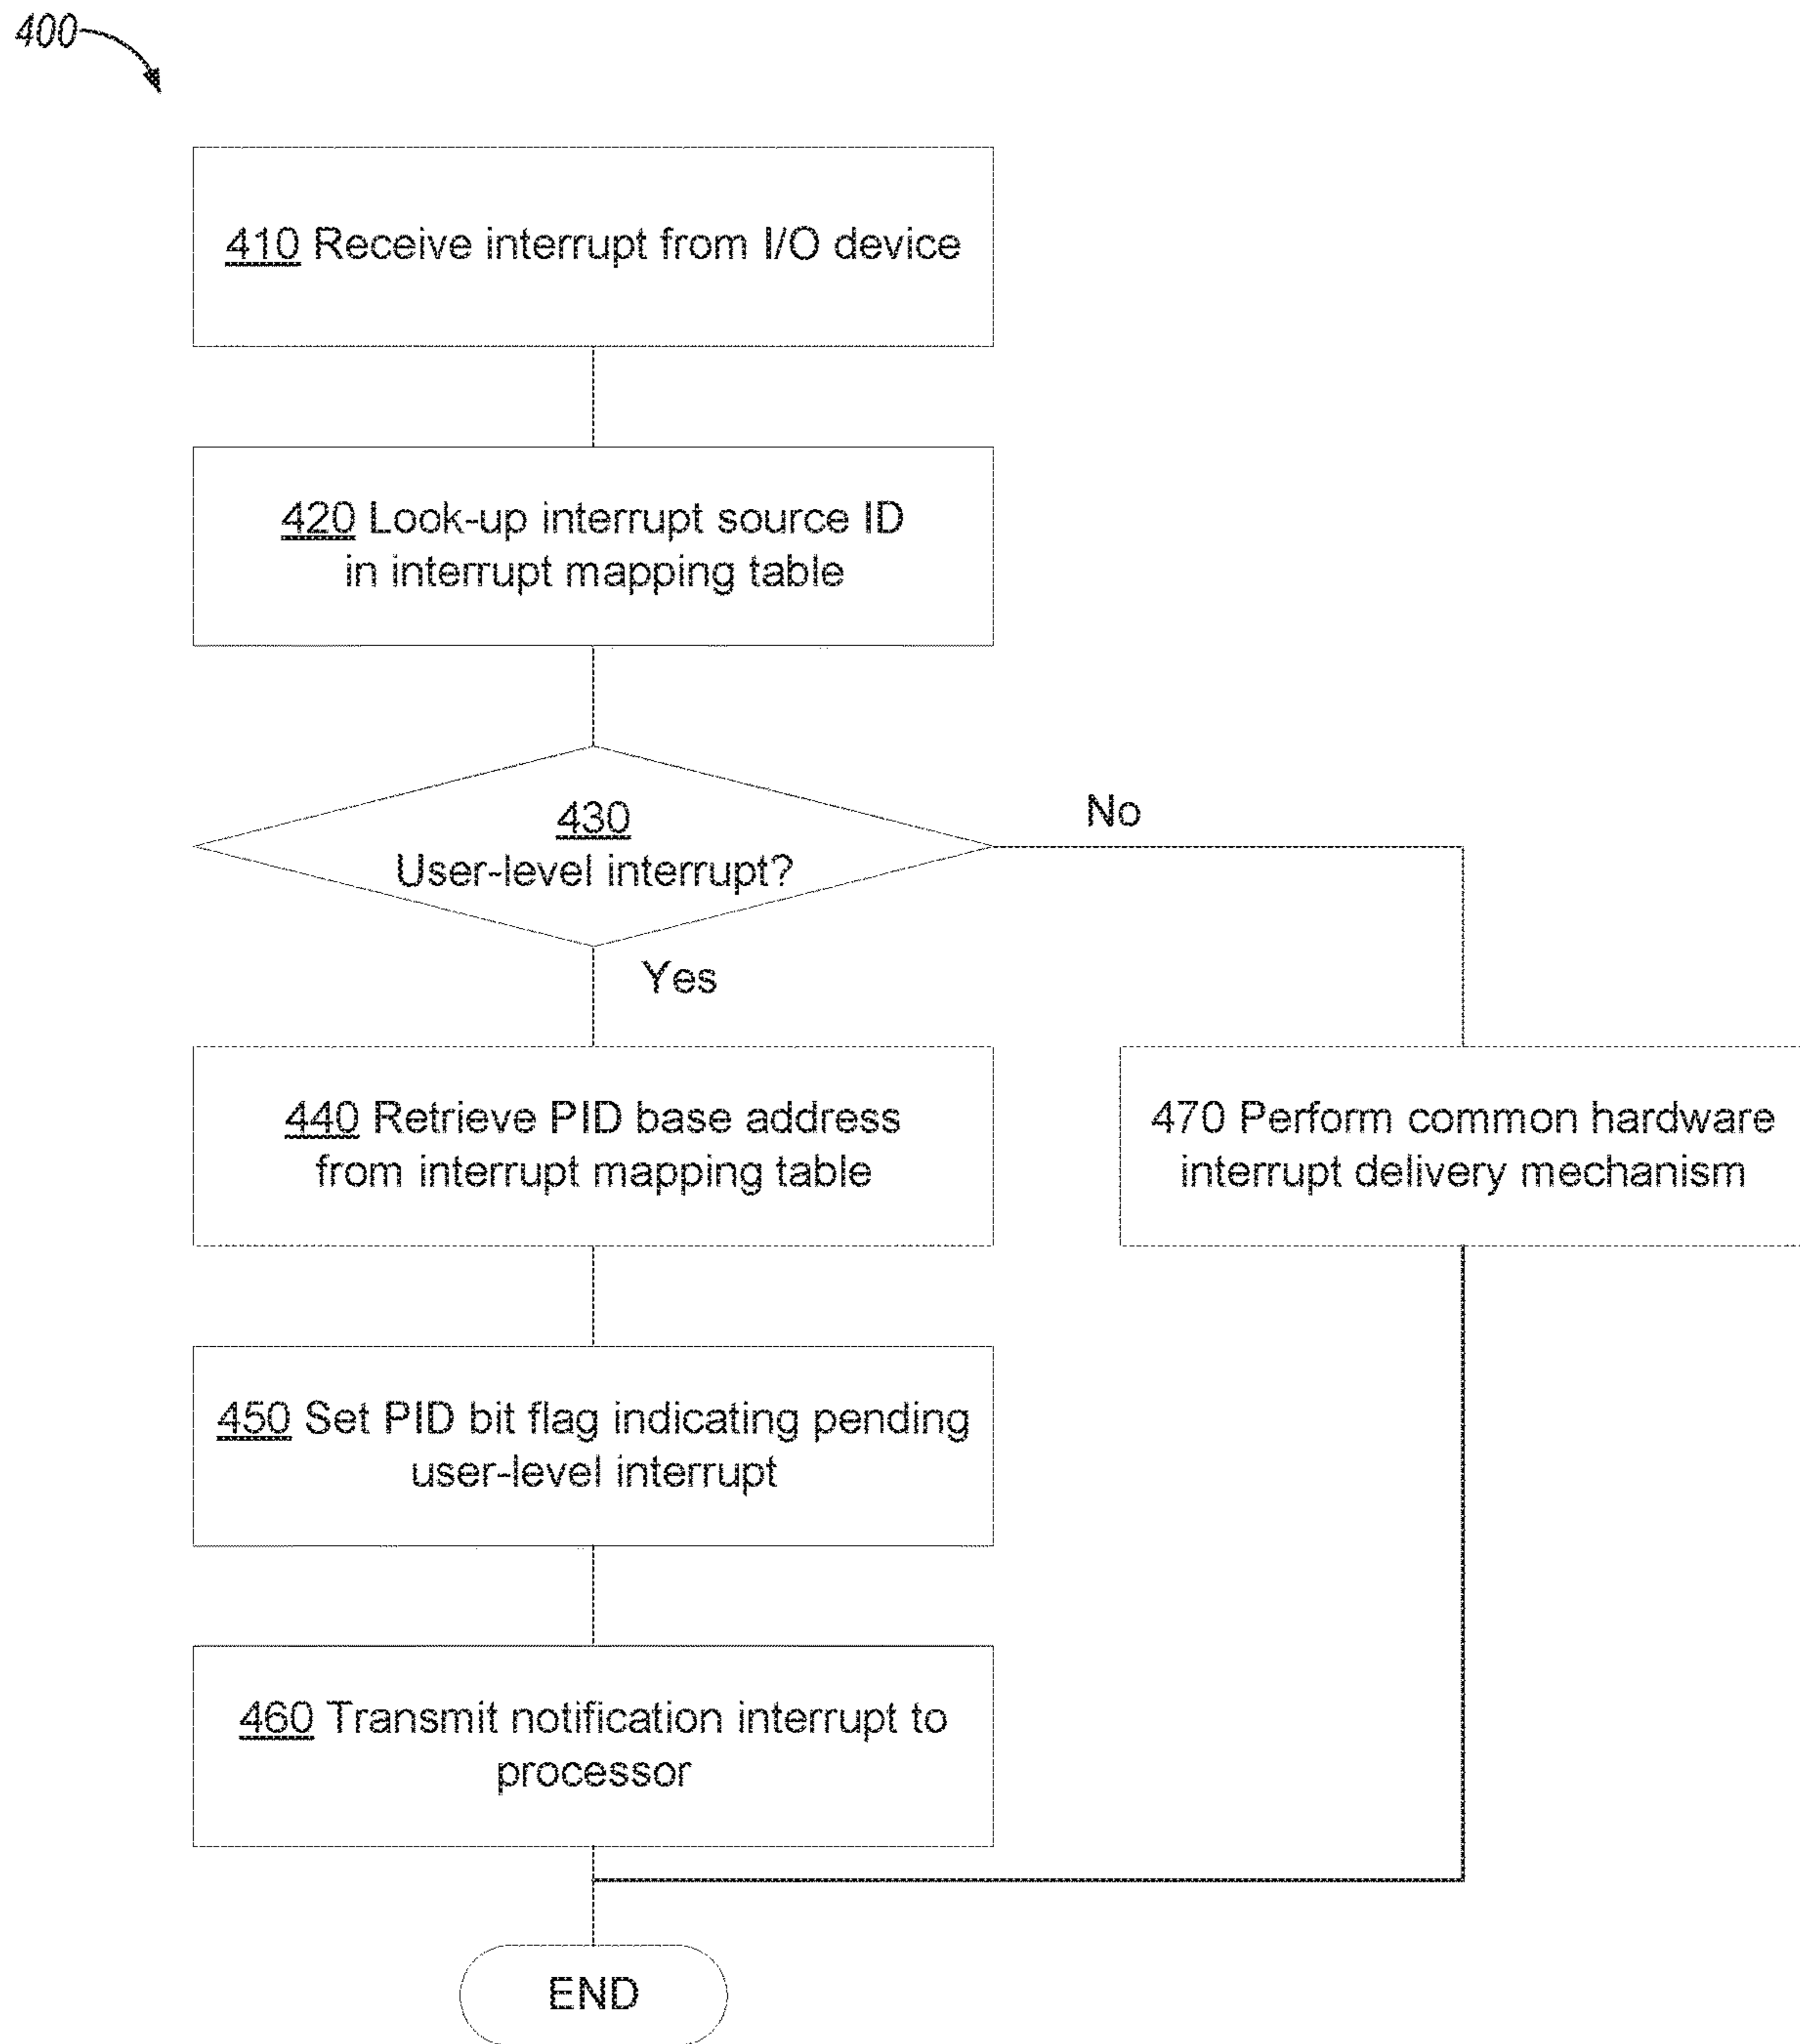 400
410 Receive interrupt from I/O device
420 Look-up interrupt source ID
in interrupt mapping table
430
User-level interrupt?
No
Yes
440 Retrieve PID base address
from interrupt mapping table
470 Perform common hardware
interrupt delivery mechanism
450 Set PID bit flag indicating pending
user-level interrupt
460 Transmit notification interrupt to
processor
END